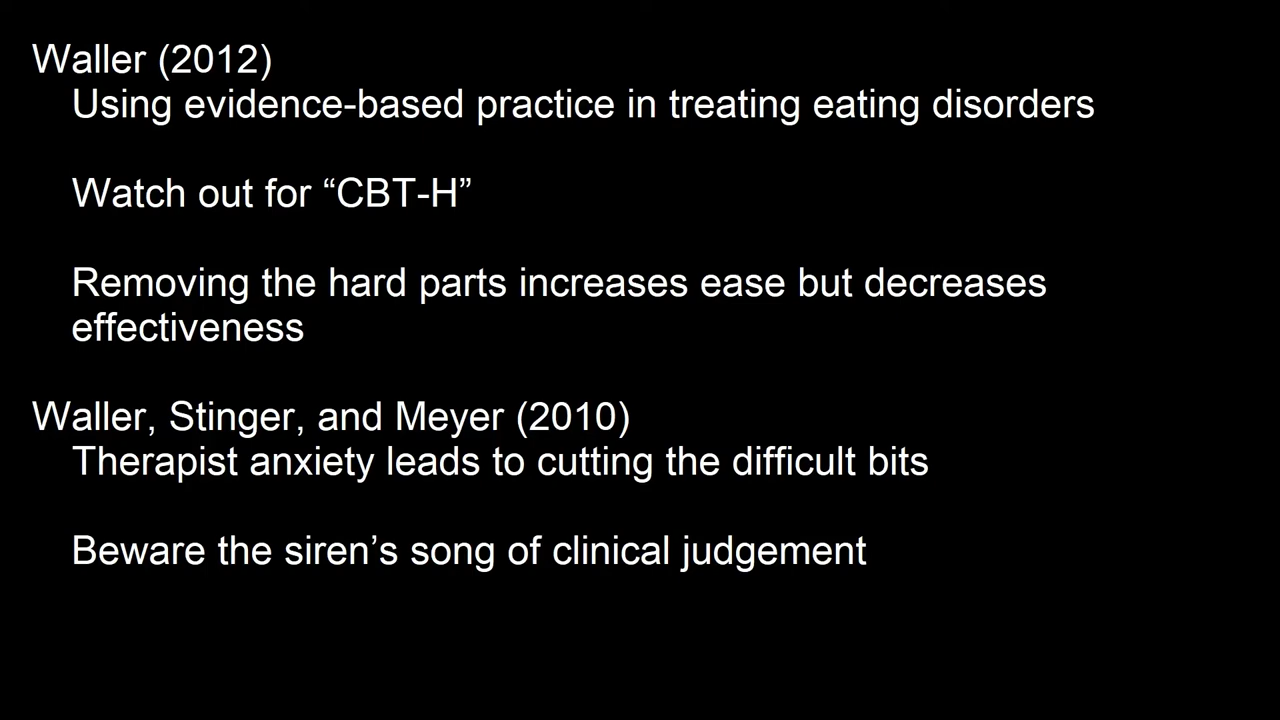 Waller (2012)
Using evidence-based practice in treating eating disorders
Watch out for “CBT-H”
Removing the hard parts increases ease but decreases
effectiveness
Waller, Stinger, and Meyer (2010)
Therapist anxiety leads to cutting the difficult bits
Beware the siren’s song of clinical judgement